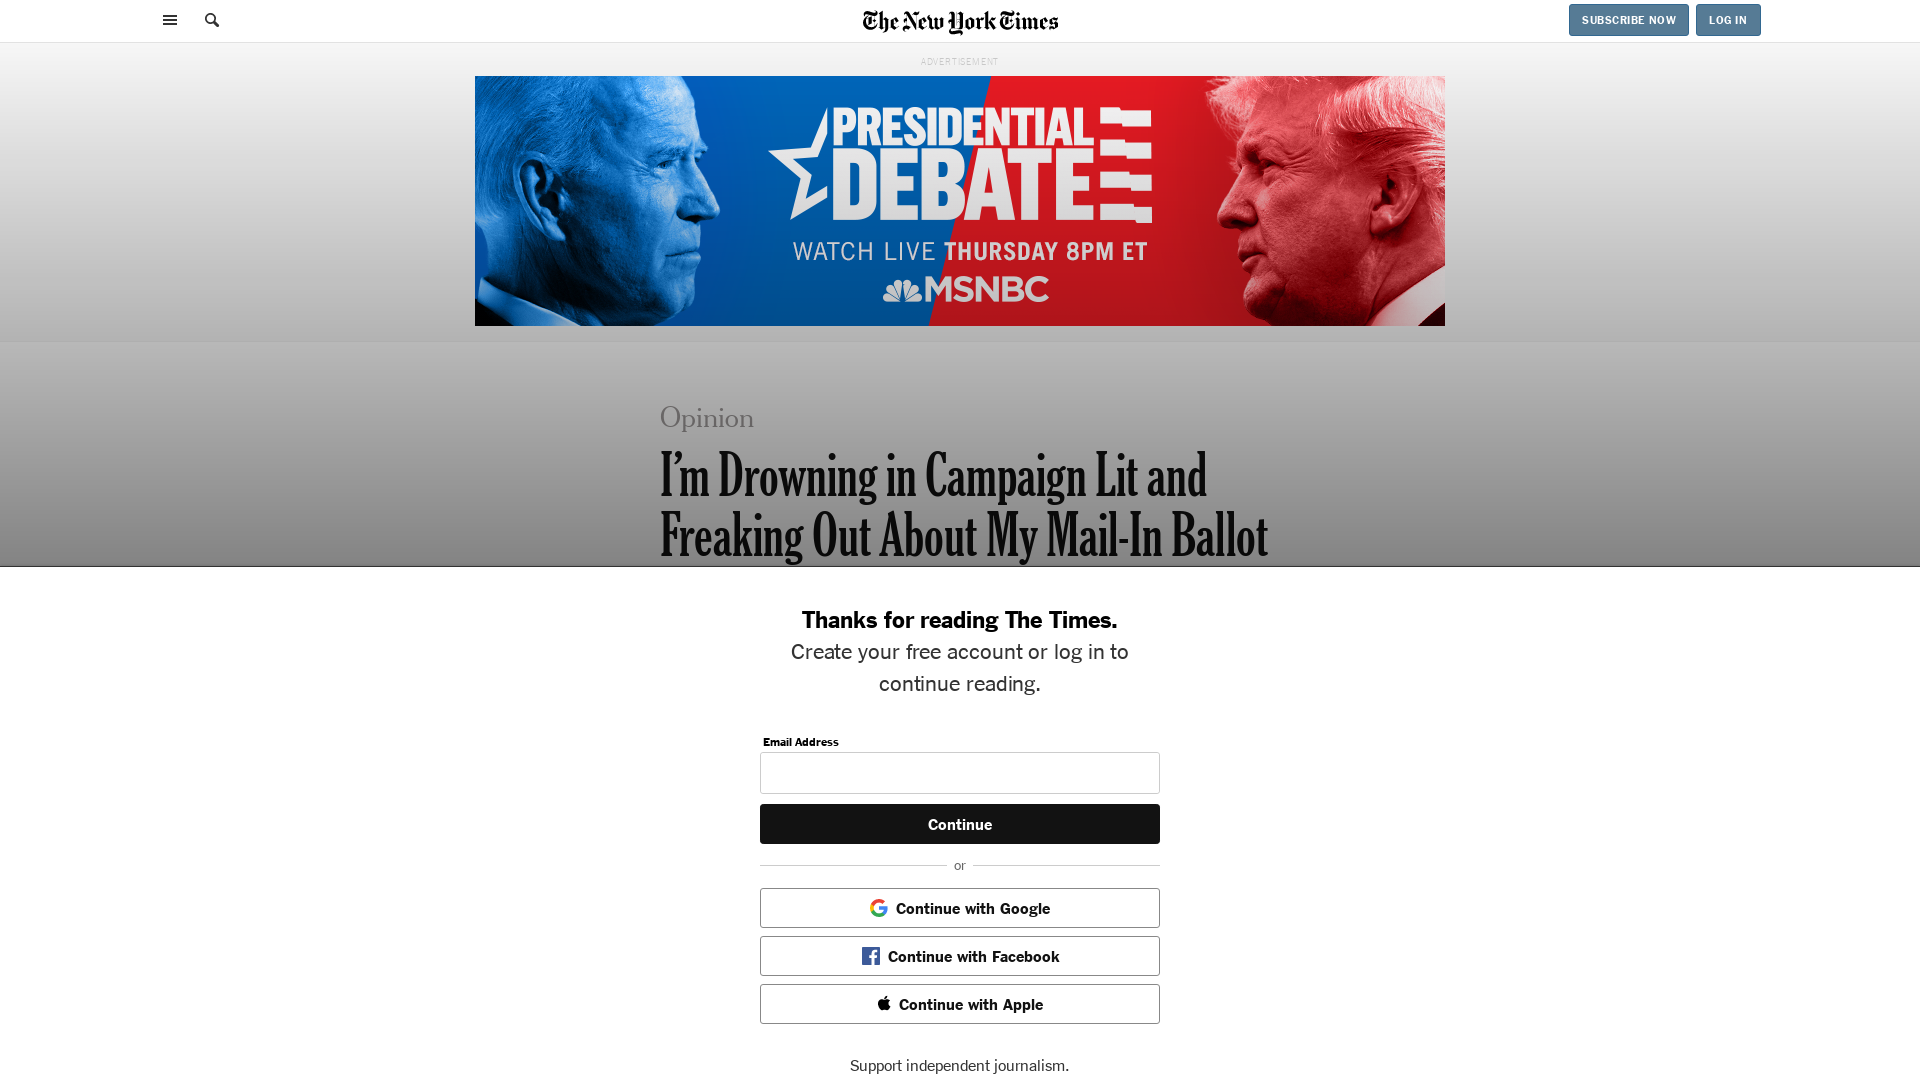 The New York Times
SUBSCRIBE NOW
LOG IN
ADVERTISEMENT
PRESIDENTIAL
DEBATE
WATCH LIVE THURSDAY 8PM ET
MSNBC
Opinion
I’m Drowning in Campaign Lit and
Freaking Out About My Mail-In Ballot
Thanks for reading The Times.
Create your free account or log in to
continue reading.
Email Address
Continue
or
Continue with Google
Continue with Facebook
Continue with Apple
Support independent journalism.